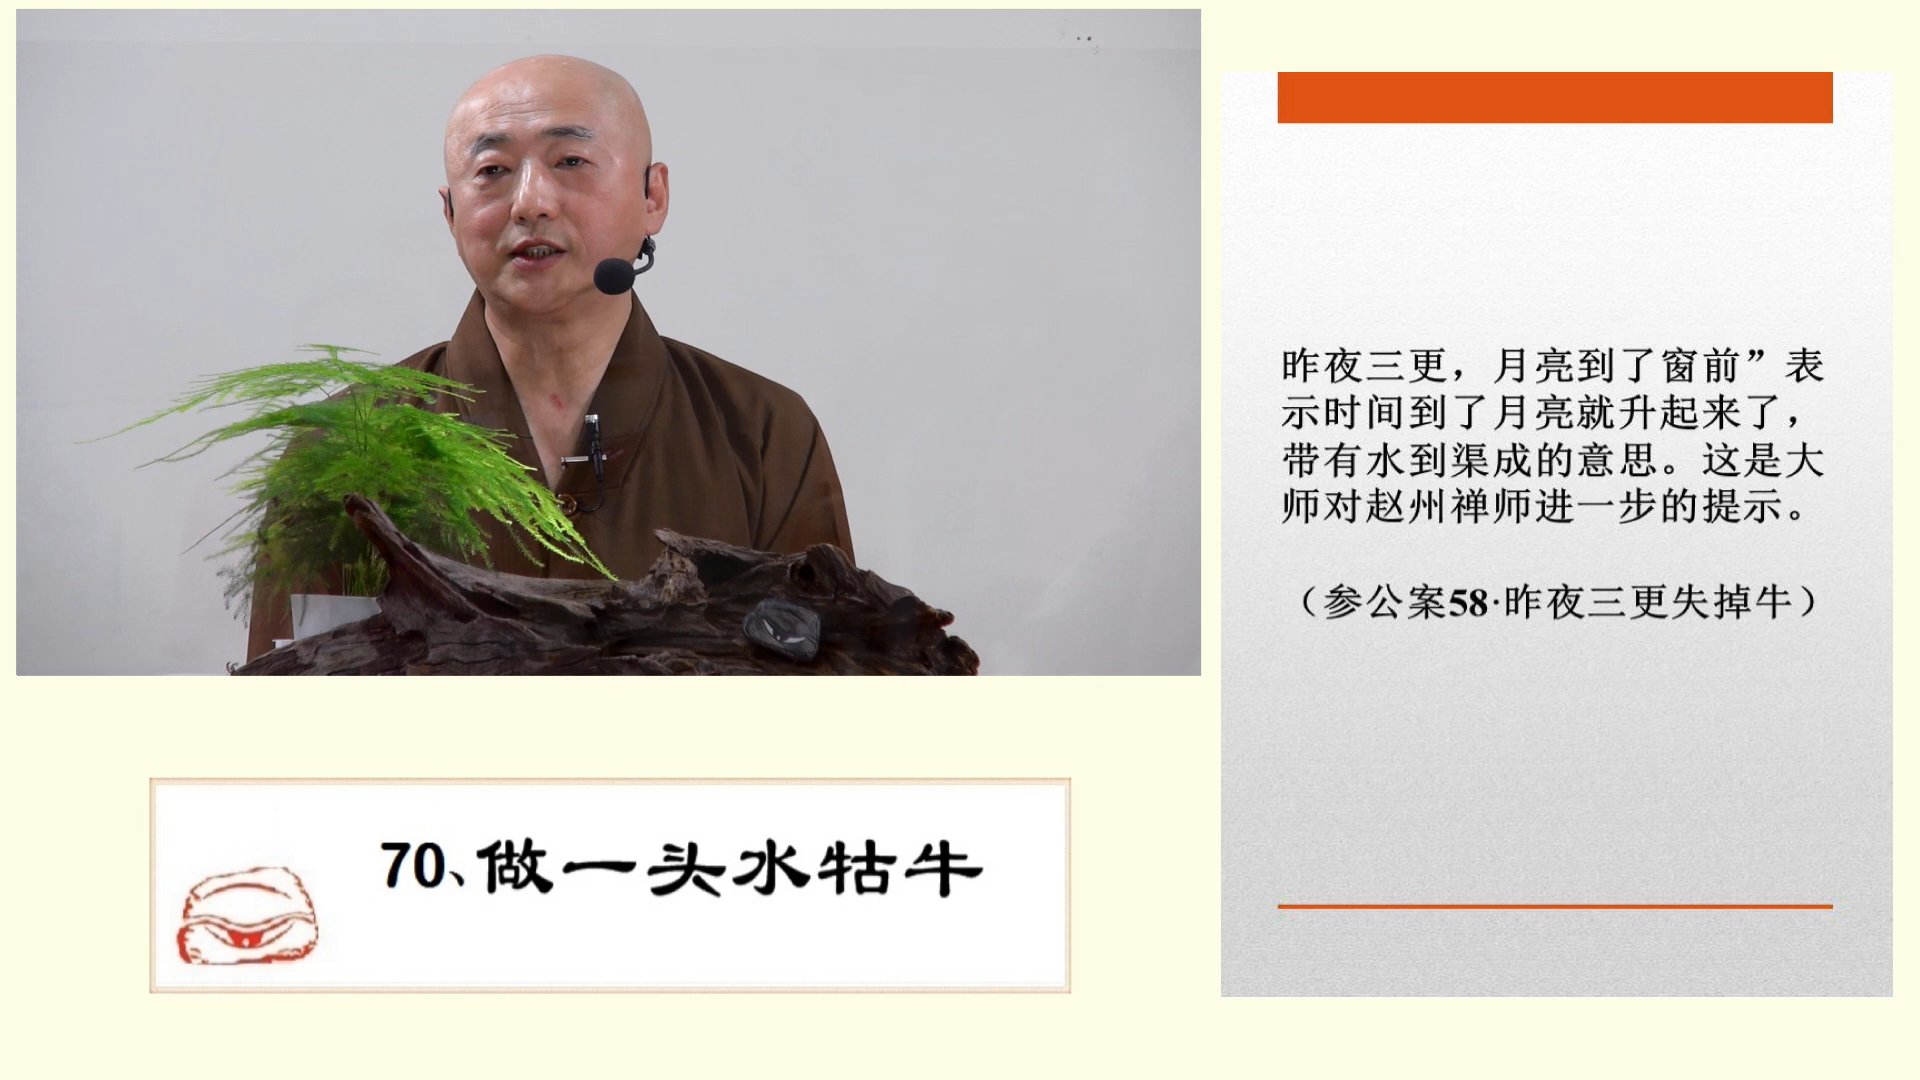 昨夜三更，月亮到了窗前”表
示时间到了月亮就升起来了，
带有水到渠成的意思。这是大
师对赵州禅师进一步的提示。
（参公案58·昨夜三更失掉牛）
70、做一头水牯牛